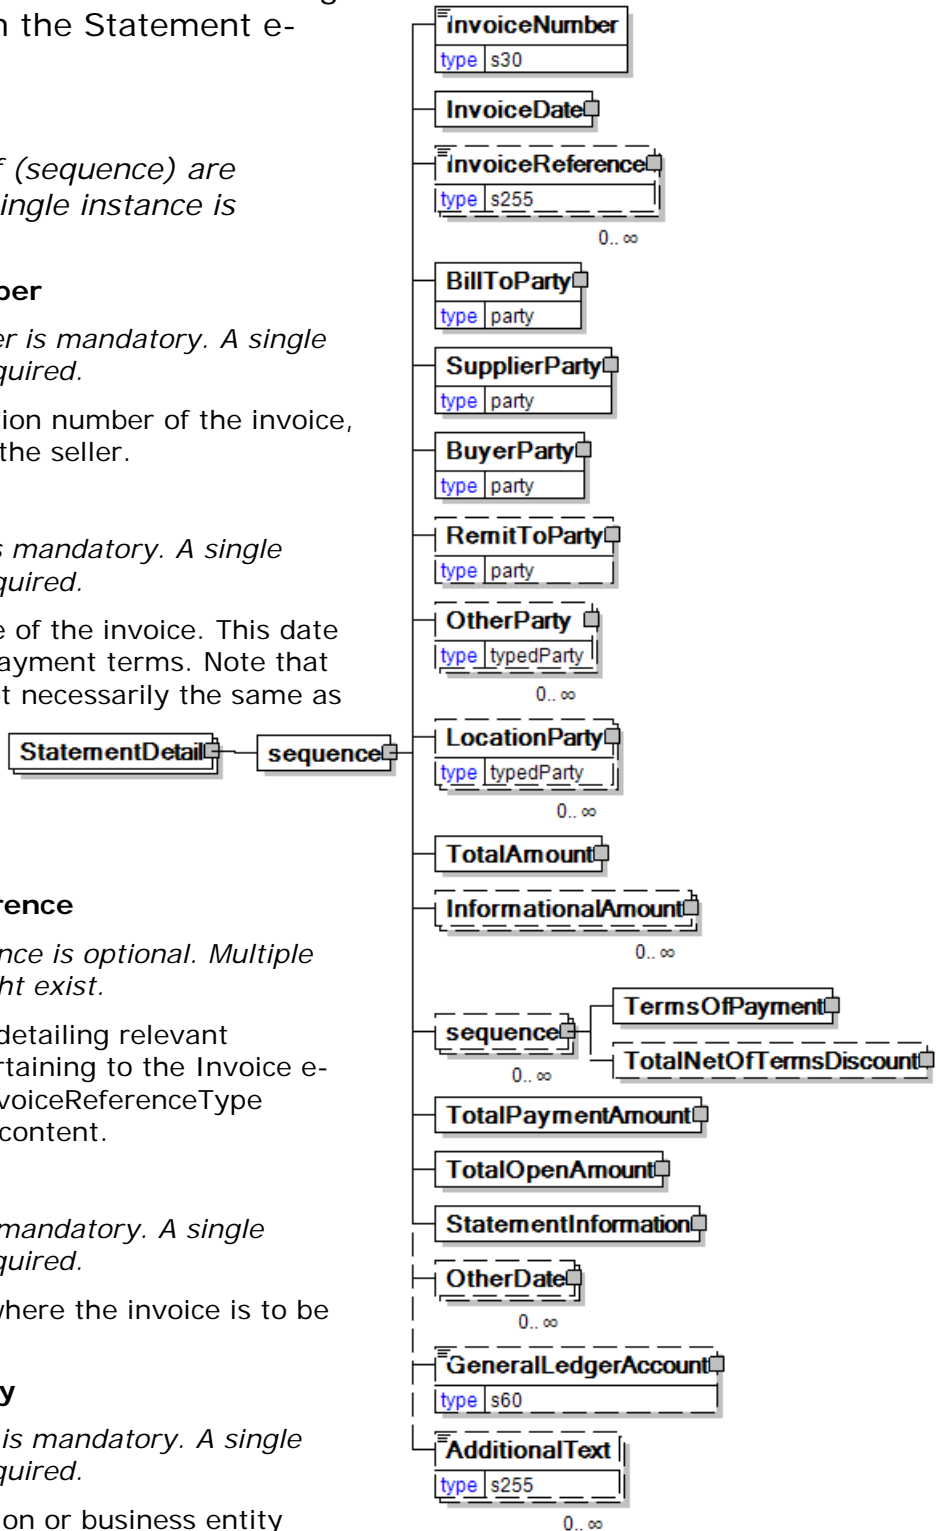 n the Statement e-
f (sequence) are
ingle instance is
ber
er is mandatory. A single
quired.
tion number of the invoice,
the seller.
s mandatory. A single
quired.
e of the invoice. This date
payment terms. Note that
ot necessarily the same as
rence
nce is optional. Multiple
ght exist.
detailing relevant
rtaining to the Invoice e-
voiceReferenceType
content.
mandatory. A single
quired.
where the invoice is to be
y
is mandatory. A single
quired.
on or business entity
StatementDetail
sequence
InvoiceNumber
type s30
InvoiceDate
InvoiceReference
type s255
0..∞
BillToParty
type party
SupplierParty
type party
BuyerParty
type party
RemitToParty
type party
OtherParty
type typedParty
0..∞
LocationParty
type typedParty
0..∞
TotalAmount
InformationalAmount
0..∞
sequence
0..∞
TermsOfPayment
TotalNetOfTermsDiscount
TotalPaymentAmount
TotalOpenAmount
StatementInformation
OtherDate
0..∞
GeneralLedgerAccount
type s60
AdditionalText
type s255
0..∞